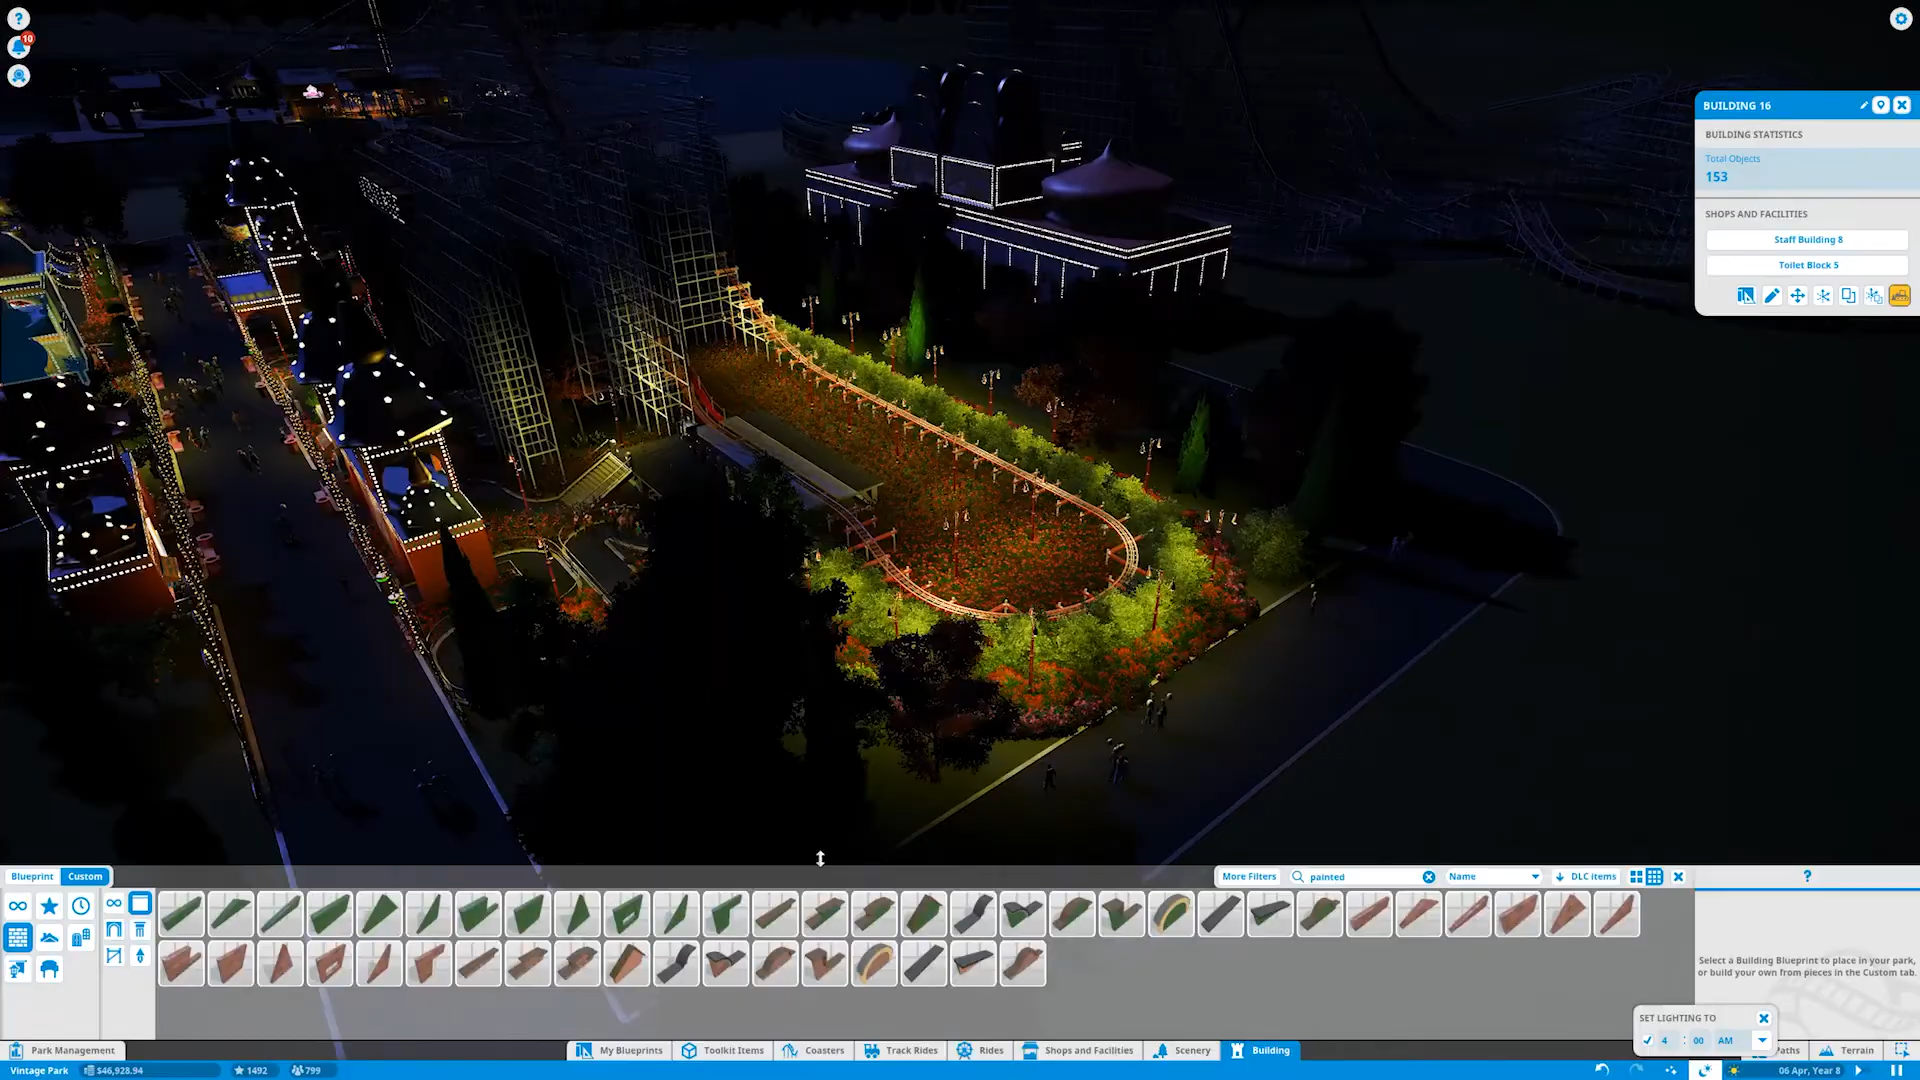 ?
10
BUILDING 16
BUILDING STATISTICS
Total Objects
153
SHOPS AND FACILITIES
Staff Building 8
Toilet Block 5
Blueprint
Custom
More Filters
painted
Name
DLC items
?
Select a Building Blueprint to place in your park,
or build your own from pieces in the Custom tab.
SET LIGHTING TO
4 : 00 AM
Park Management
My Blueprints
Toolkit Items
Coasters
Track Rides
Rides
Shops and Facilities
Scenery
Building
Paths
Terrain
Vintage Park
$46,928.94
1492
799
06 Apr, Year 8